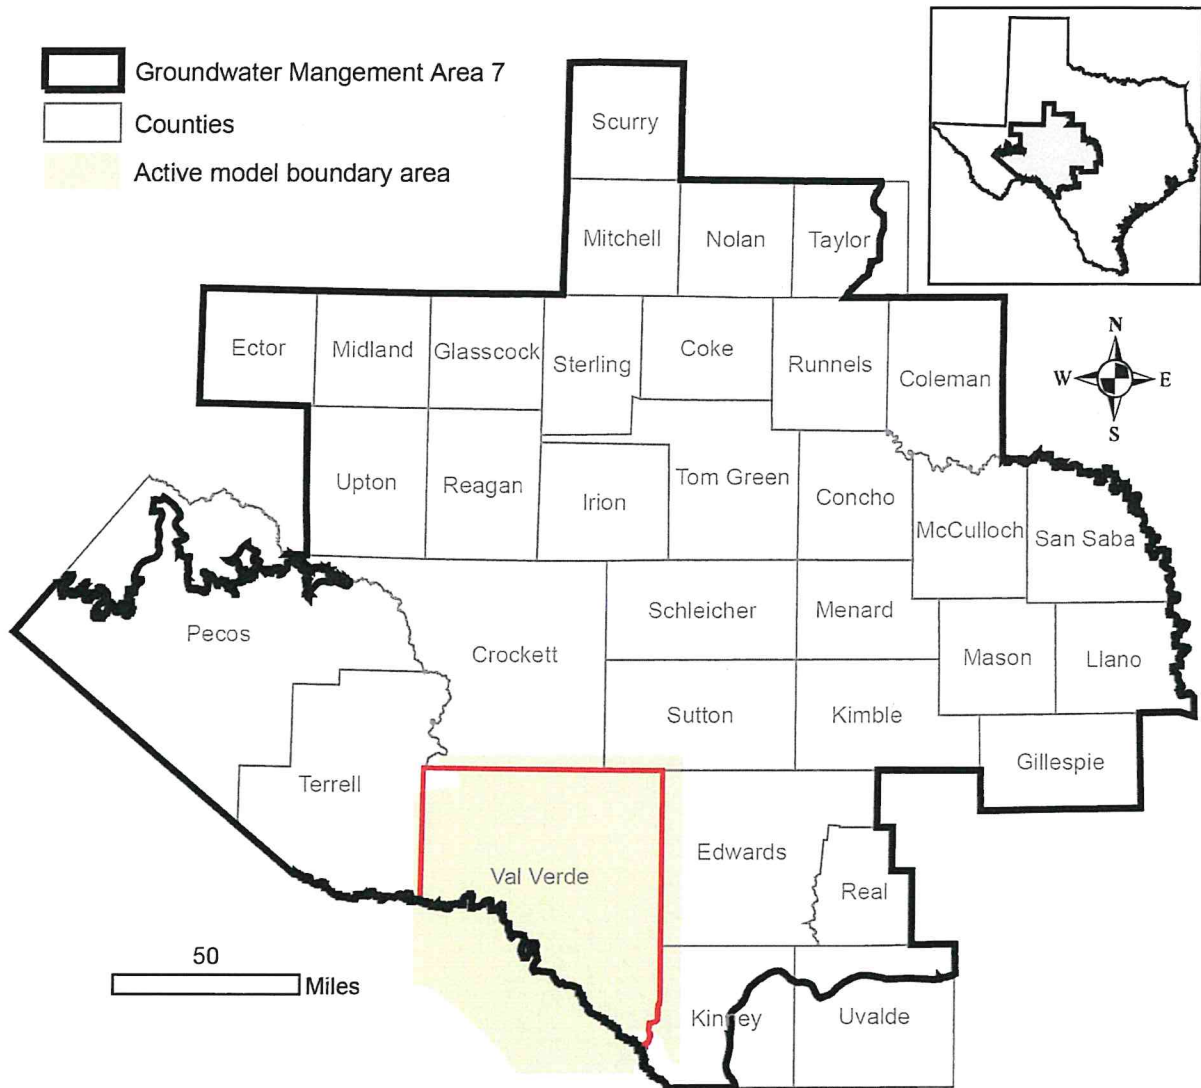 Groundwater Mangement Area 7
Counties
Active model boundary area
Scurry
Mitchell
Nolan
Taylor
Ector
Midland
Glasscock
Sterling
Coke
Runnels
Coleman
N
W
E
S
Upton
Reagan
Irion
Tom Green
Concho
McCulloch
San Saba
Pecos
Crockett
Schleicher
Menard
Mason
Llano
Terrell
Sutton
Kimble
Gillespie
Val Verde
Edwards
Real
50
Miles
Kinney
Uvalde